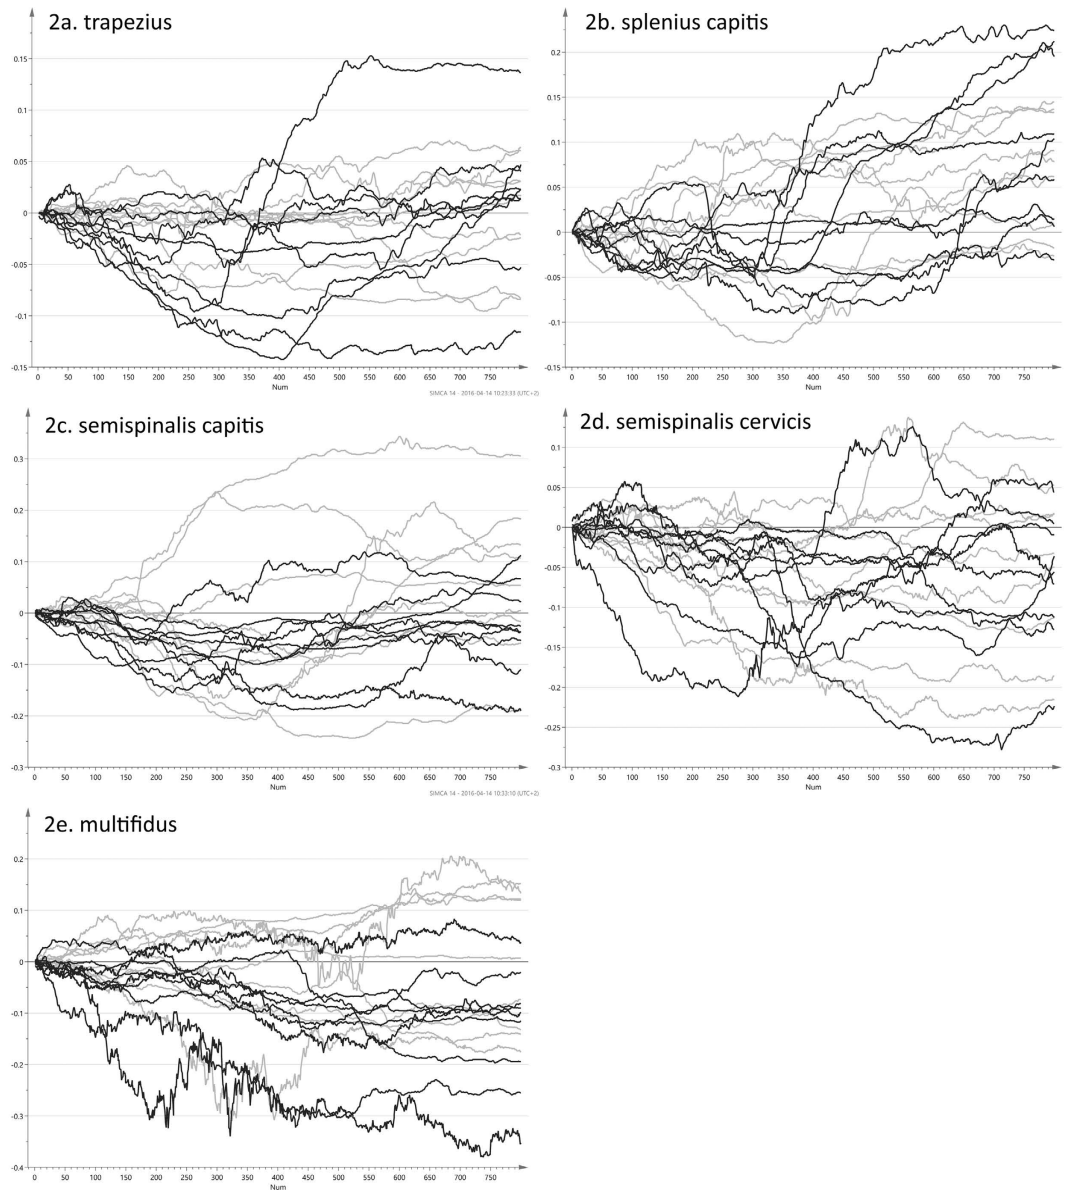 2a. trapezius
0.15
0.1
0.05
0
-0.05
-0.1
-0.15
0 50 100 150 200 250 300 350 400 450 500 550 600 650 700 750
Num
SIMCA 14 - 2016-04-14 10:23:33 (UTC+2)
2b. splenius capitis
0.2
0.15
0.1
0.05
0
-0.05
-0.1
-0.15
0 50 100 150 200 250 300 350 400 450 500 550 600 650 700 750
Num
2c. semispinalis capitis
0.3
0.2
0.1
0
-0.1
-0.2
-0.3
0 50 100 150 200 250 300 350 400 450 500 550 600 650 700 750
Num
SIMCA 14 - 2016-04-14 10:33:10 (UTC+2)
2d. semispinalis cervicis
0.1
0.05
0
-0.05
-0.1
-0.15
-0.2
-0.25
-0.3
0 50 100 150 200 250 300 350 400 450 500 550 600 650 700 750
Num
2e. multifidus
0.2
0.1
0
-0.1
-0.2
-0.3
-0.4
0 50 100 150 200 250 300 350 400 450 500 550 600 650 700 750
Num